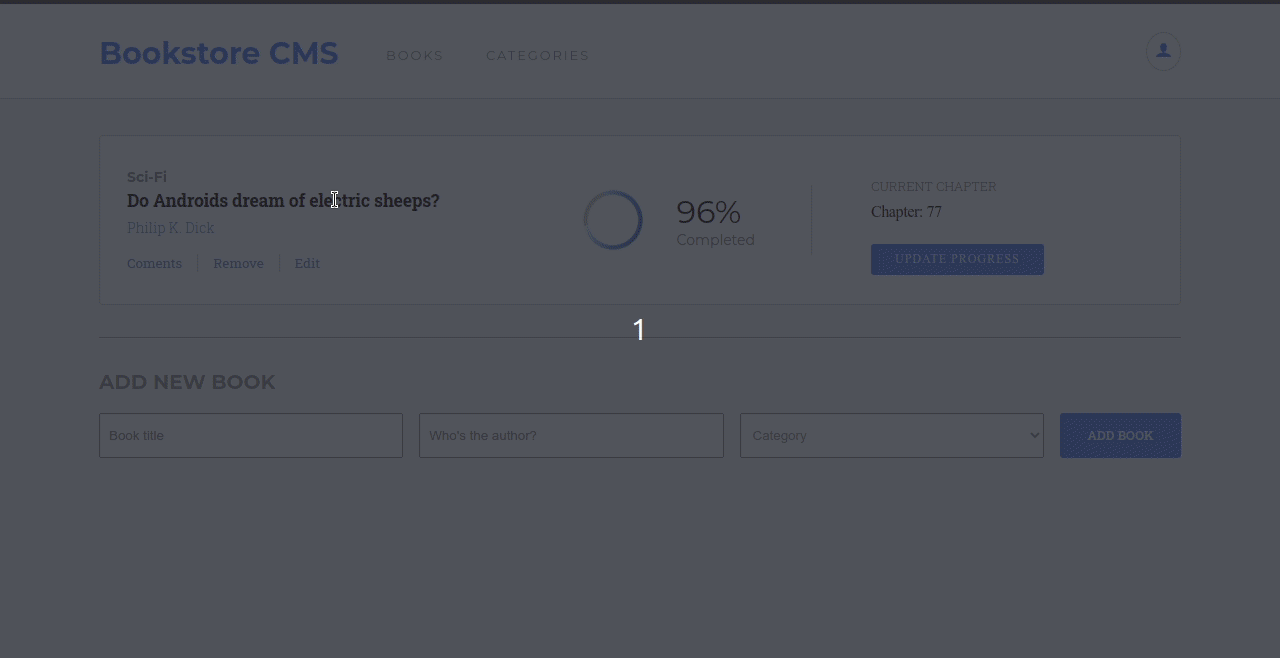 Bookstore CMS
BOOKS
CATEGORIES
Sci-Fi
Do Androids dream of electric sheeps?
Philip K. Dick
Coments
Remove
Edit
96%
Completed
CURRENT CHAPTER
Chapter: 77
UPDATE PROGRESS
1
ADD NEW BOOK
Book title
Who's the author?
Category
ADD BOOK